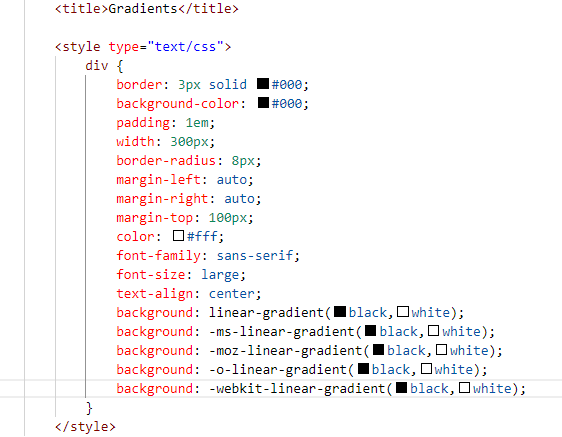 <title>Gradients</title>
<style type="text/css">
div {
border: 3px solid #000;
background-color: #000;
padding: 1em;
width: 300px;
border-radius: 8px;
margin-left: auto;
margin-right: auto;
margin-top: 100px;
color: #fff;
font-family: sans-serif;
font-size: large;
text-align: center;
background: linear-gradient(black,white);
background: -ms-linear-gradient(black,white);
background: -moz-linear-gradient(black,white);
background: -o-linear-gradient(black,white);
background: -webkit-linear-gradient(black,white);
}
</style>